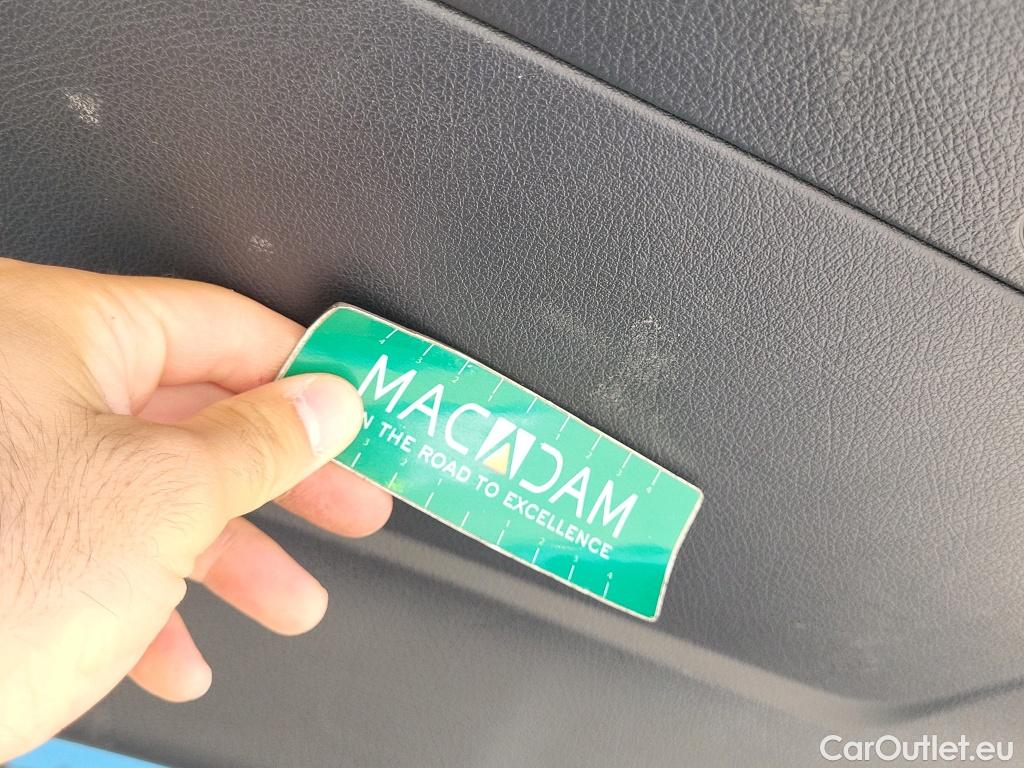 MACADAM
N THE ROAD TO EXCELLENCE
CarOutlet.eu